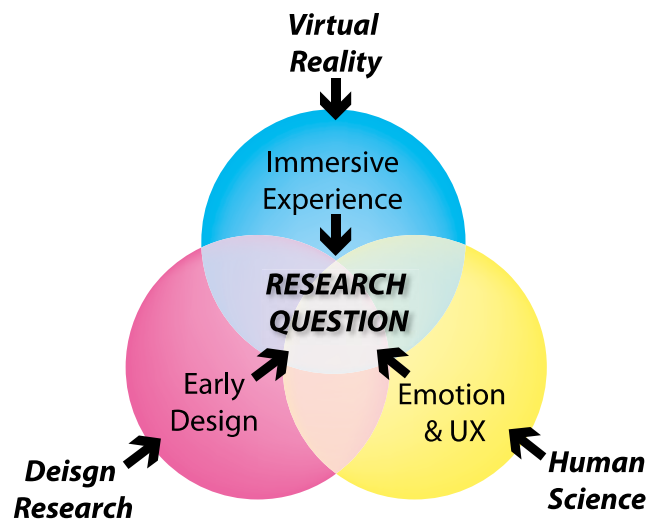 Virtual
Reality
Immersive
Experience
RESEARCH
QUESTION
Early
Design
Emotion
& UX
Deisgn
Research
Human
Science